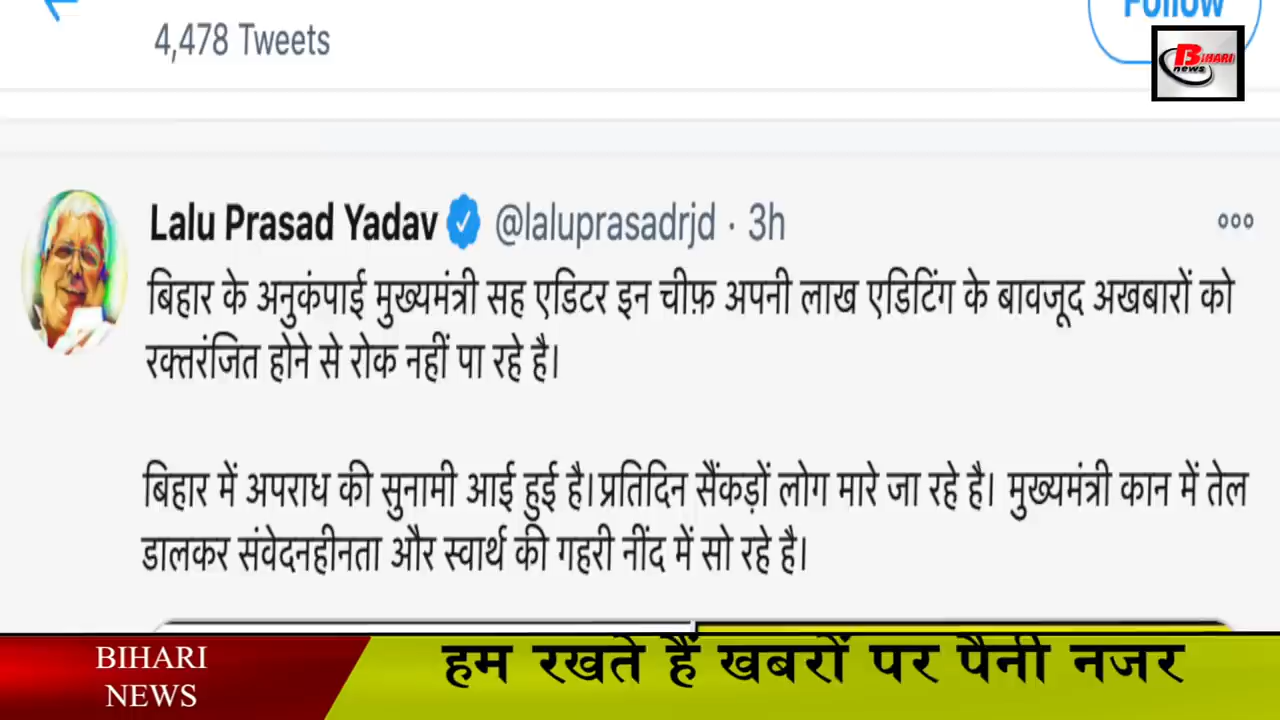 4,478 Tweets
Follow
BIHARI
news
Lalu Prasad Yadav @laluprasadrjd · 3h
बिहार के अनुकंपाई मुख्यमंत्री सह एडिटर इन चीफ़ अपनी लाख एडिटिंग के बावजूद अखबारों को
रक्तरंजित होने से रोक नहीं पा रहे है।
बिहार में अपराध की सुनामी आई हुई है।प्रतिदिन सैंकड़ों लोग मारे जा रहे है। मुख्यमंत्री कान में तेल
डालकर संवेदनहीनता और स्वार्थ की गहरी नींद में सो रहे है।
BIHARI
NEWS
हम रखते हैं खबरों पर पैनी नजर